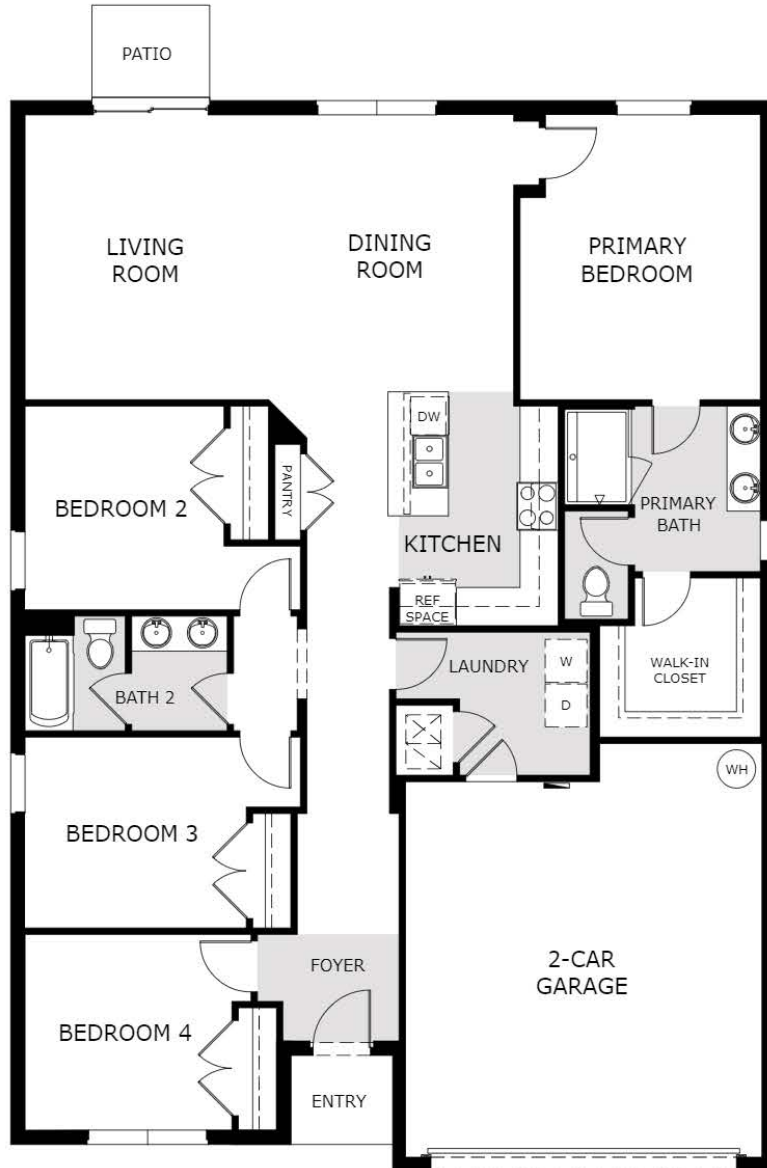 PATIO
LIVING
ROOM
DINING
ROOM
PRIMARY
BEDROOM
DW
BEDROOM 2
PANTRY
KITCHEN
PRIMARY
BATH
REF
SPACE
BATH 2
LAUNDRY
W
D
WALK-IN
CLOSET
WH
BEDROOM 3
FOYER
2-CAR
GARAGE
BEDROOM 4
ENTRY